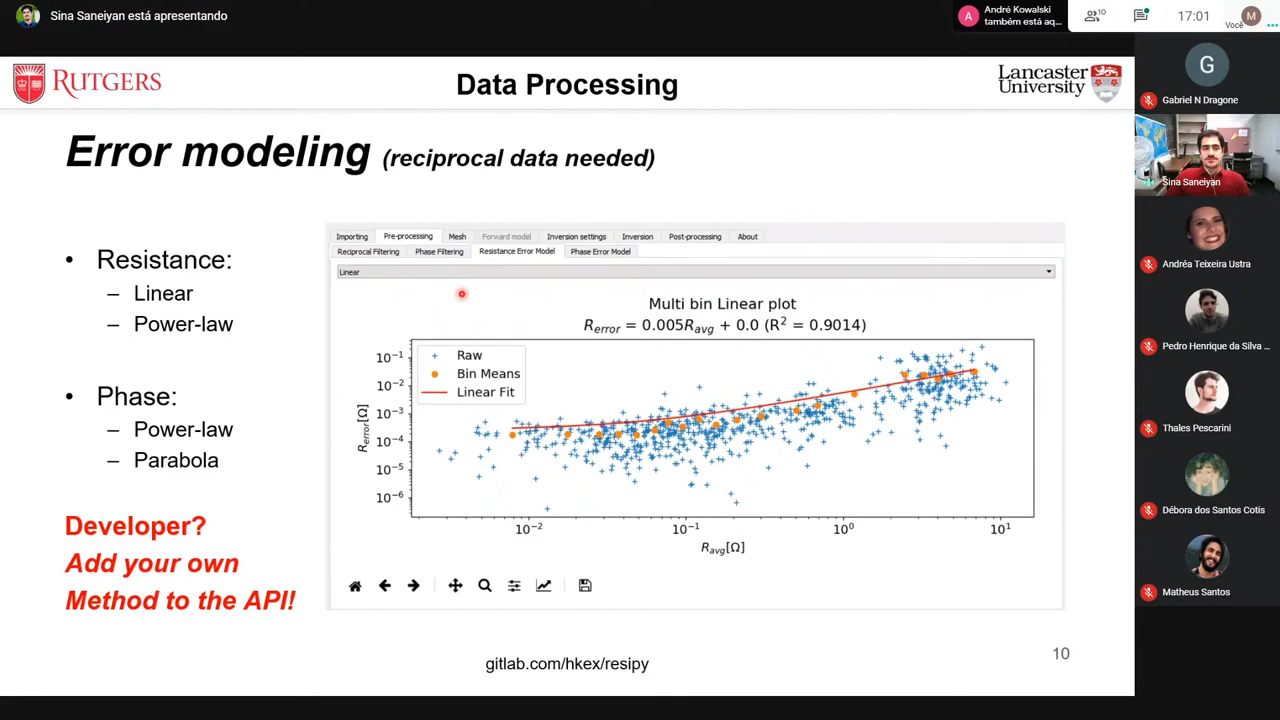 Sina Saneiyan está apresentando
A
André Kowalski
também está aq...
10
17:01
Você
M
RUTGERS
Data Processing
Lancaster
University
Error modeling (reciprocal data needed)
• Resistance:
– Linear
– Power-law
• Phase:
– Power-law
– Parabola
Developer?
Add your own
Method to the API!
Importing Pre-processing Mesh Forward model Inversion settings Inversion Post-processing About
Reciprocal Filtering Phase Filtering Resistance Error Model Phase Error Model
Linear
Multi bin Linear plot
R_error = 0.005R_avg + 0.0 (R² = 0.9014)
Raw
Bin Means
Linear Fit
R_error[Ω]
10⁻¹
10⁻²
10⁻³
10⁻⁴
10⁻⁵
10⁻⁶
10⁻² 10⁻¹ 10⁰ 10¹
R_avg[Ω]
gitlab.com/hkex/resipy
10
G
Gabriel N Dragone
Sina Saneiyan
Andréa Teixeira Ustra
Pedro Henrique da Silva ...
Thales Pescarini
Débora dos Santos Cotis
Matheus Santos